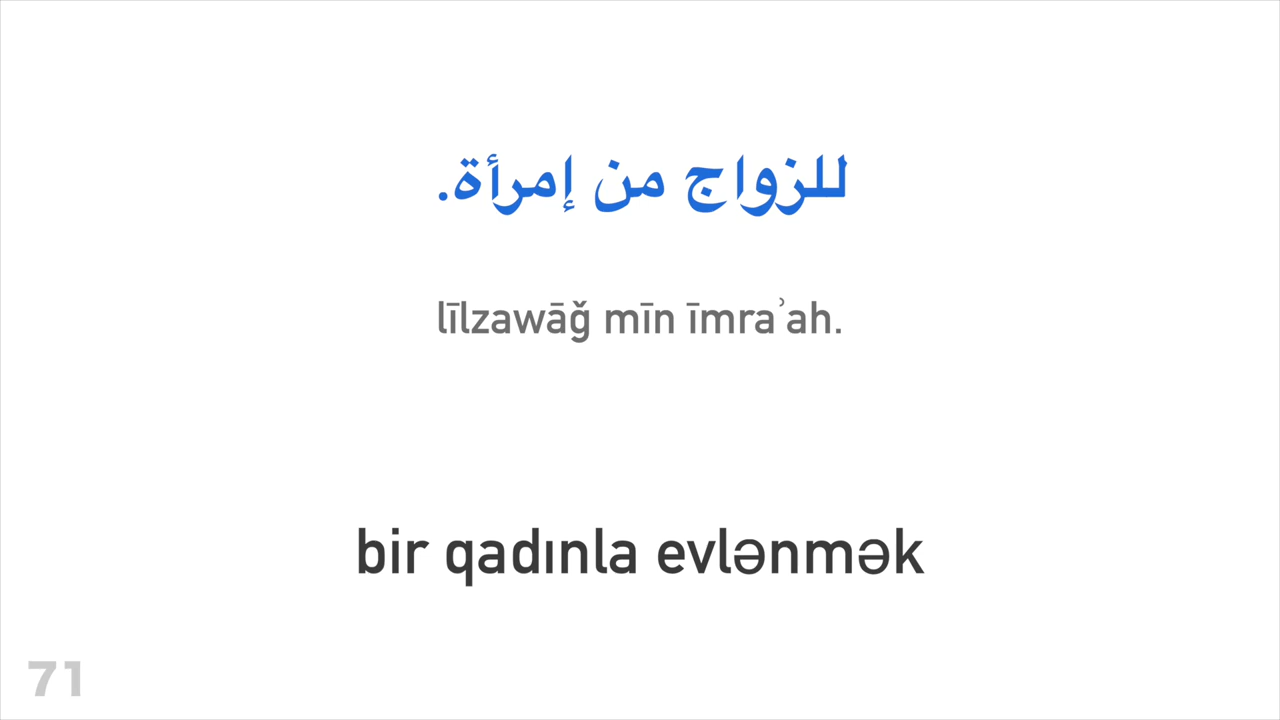 للزواج من إمرأة.
līlzawāğ mīn īmraʾah.
bir qadınla evlənmək
71